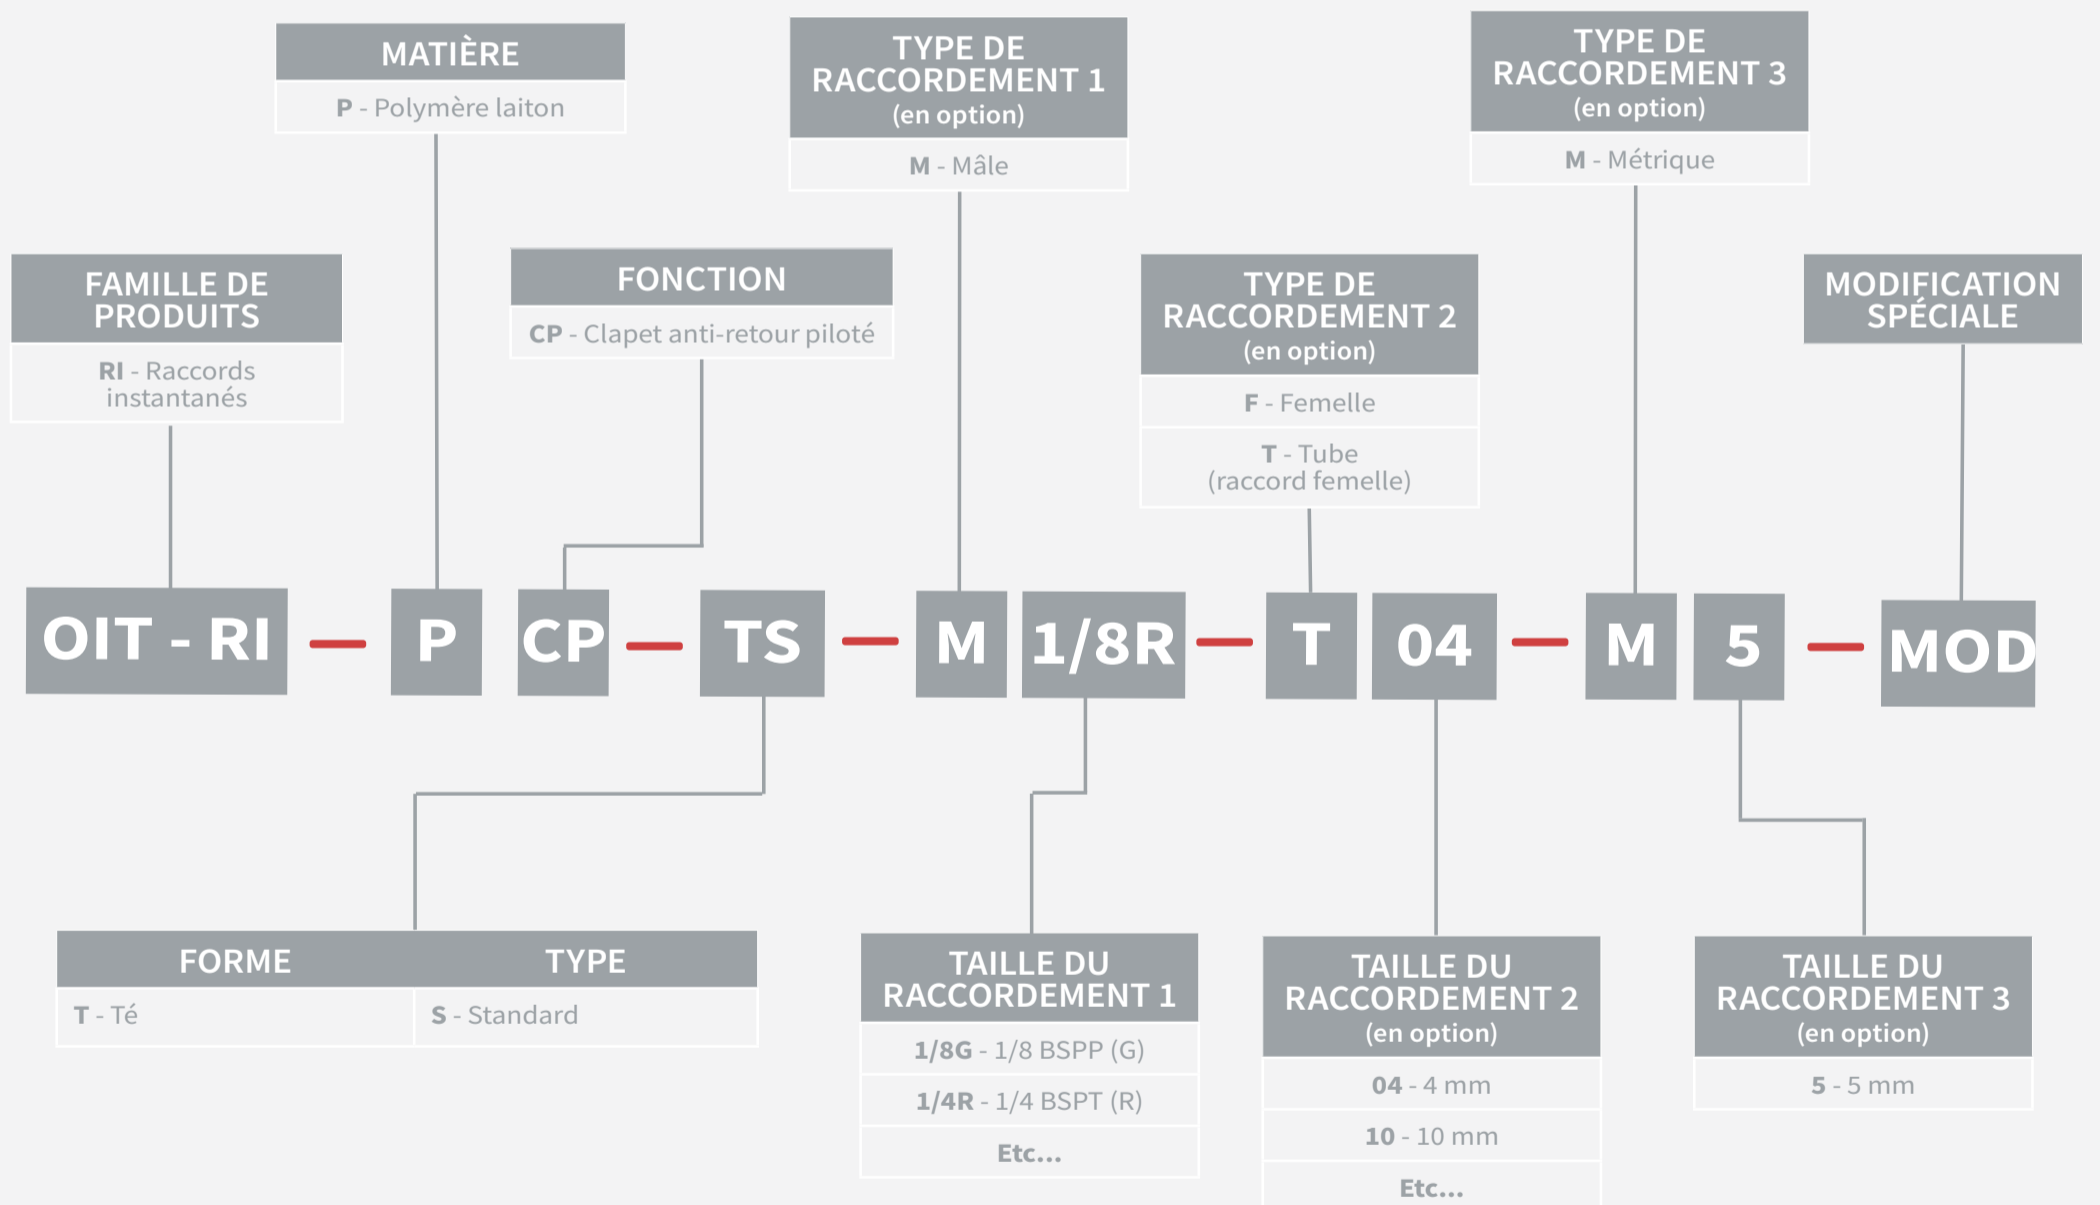 MATIÈRE
P - Polymère laiton
TYPE DE
RACCORDEMENT 1
(en option)
M - Mâle
TYPE DE
RACCORDEMENT 3
(en option)
M - Métrique
FAMILLE DE
PRODUITS
RI - Raccords
instantanés
FONCTION
CP - Clapet anti-retour piloté
TYPE DE
RACCORDEMENT 2
(en option)
F - Femelle
T - Tube
(raccord femelle)
MODIFICATION
SPÉCIALE
OIT - RI — P CP — TS — M 1/8R — T 04 — M 5 — MOD
FORME TYPE
T - Té S - Standard
TAILLE DU
RACCORDEMENT 1
1/8G - 1/8 BSPP (G)
1/4R - 1/4 BSPT (R)
Etc...
TAILLE DU
RACCORDEMENT 2
(en option)
04 - 4 mm
10 - 10 mm
Etc...
TAILLE DU
RACCORDEMENT 3
(en option)
5 - 5 mm